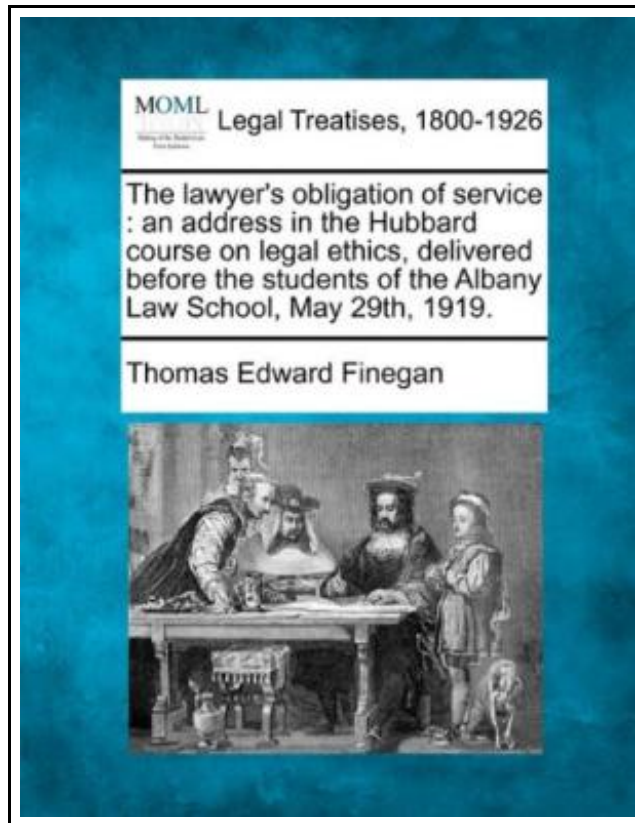 MOML
Legal Treatises, 1800-1926
The lawyer's obligation of service
: an address in the Hubbard
course on legal ethics, delivered
before the students of the Albany
Law School, May 29th, 1919.
Thomas Edward Finegan